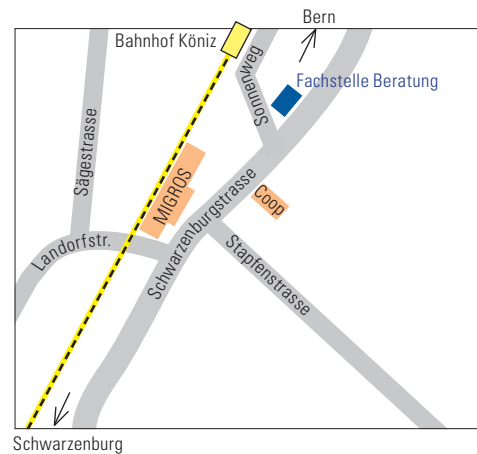 Bern
Bahnhof Köniz
Fachstelle Beratung
Sonnenweg
Sägestrasse
MIGROS
Schwarzenburgstrasse
Coop
Landorfstr.
Stapfenstrasse
Schwarzenburg